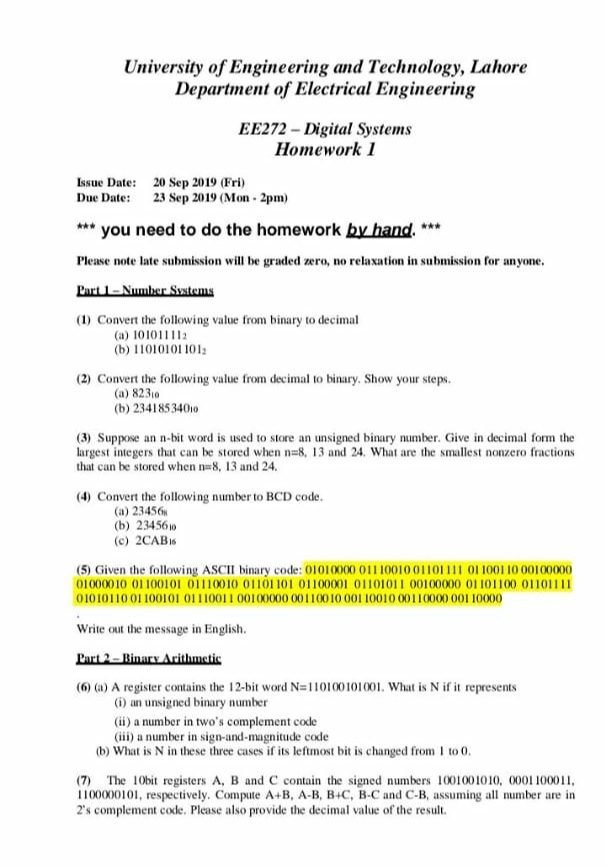 University of Engineering and Technology, Lahore
Department of Electrical Engineering
EE272 – Digital Systems
Homework 1
Issue Date: 20 Sep 2019 (Fri)
Due Date: 23 Sep 2019 (Mon - 2pm)
*** you need to do the homework by hand. ***
Please note late submission will be graded zero, no relaxation in submission for anyone.
Part 1 – Number Systems
(1) Convert the following value from binary to decimal
(a) 10101111₂
(b) 11010101101₂
(2) Convert the following value from decimal to binary. Show your steps.
(a) 823₁₀
(b) 234185340₁₀
(3) Suppose an n-bit word is used to store an unsigned binary number. Give in decimal form the
largest integers that can be stored when n=8, 13 and 24. What are the smallest nonzero fractions
that can be stored when n=8, 13 and 24.
(4) Convert the following number to BCD code.
(a) 23456₈
(b) 23456₁₀
(c) 2CAB₁₆
(5) Given the following ASCII binary code: 01010000 01110010 01101111 01100110 00100000
01000010 01100101 01110010 01101101 01100001 01101011 00100000 01101100 01101111
01010110 01100101 01110011 00100000 00110010 00110010 00110000 00110000
.
Write out the message in English.
Part 2 – Binary Arithmetic
(6) (a) A register contains the 12-bit word N=110100101001. What is N if it represents
(i) an unsigned binary number
(ii) a number in two's complement code
(iii) a number in sign-and-magnitude code
(b) What is N in these three cases if its leftmost bit is changed from 1 to 0.
(7) The 10bit registers A, B and C contain the signed numbers 1001001010, 0001100011,
1100000101, respectively. Compute A+B, A-B, B+C, B-C and C-B, assuming all number are in
2's complement code. Please also provide the decimal value of the result.